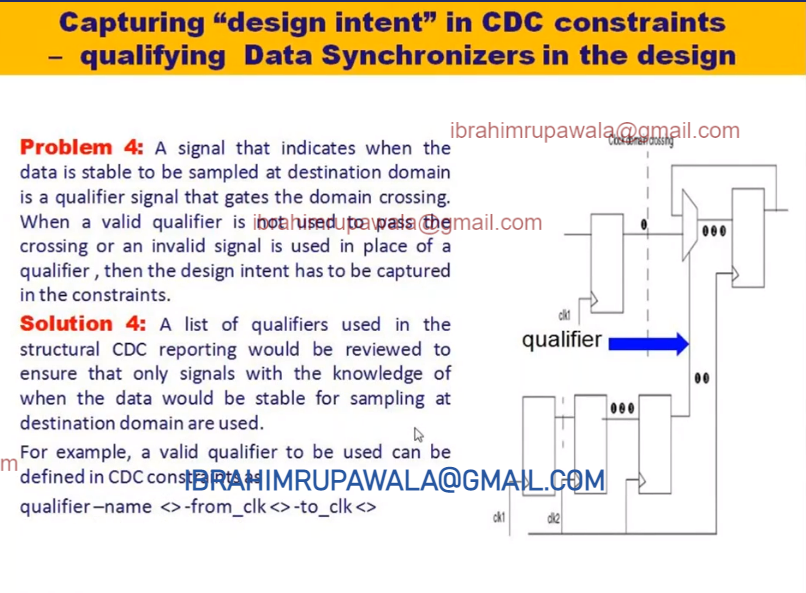 Capturing “design intent” in CDC constraints
– qualifying Data Synchronizers in the design
ibrahimrupawala@gmail.com
Clock domain crossing
Problem 4: A signal that indicates when the
data is stable to be sampled at destination domain
is a qualifier signal that gates the domain crossing.
When a valid qualifier is not used to pass the
ibrahimrupawala@gmail.com
crossing or an invalid signal is used in place of a
qualifier , then the design intent has to be captured
in the constraints.
Solution 4: A list of qualifiers used in the
structural CDC reporting would be reviewed to
ensure that only signals with the knowledge of
when the data would be stable for sampling at
destination domain are used.
For example, a valid qualifier to be used can be
m
defined in CDC constraints as
IBRAHIMRUPAWALA@GMAIL.COM
qualifier –name <> -from_clk <> -to_clk <>
clk1
qualifier
clk1
clk2